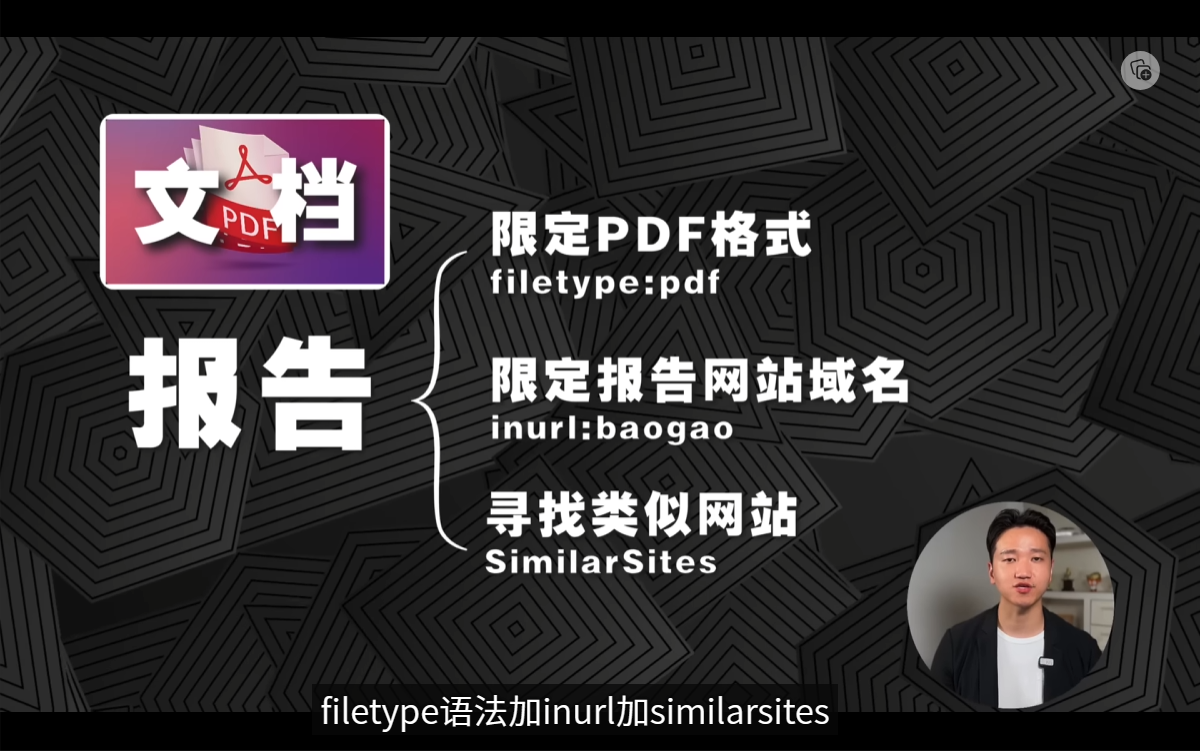 文档
PDF
报告
限定PDF格式
filetype:pdf
限定报告网站域名
inurl:baogao
寻找类似网站
SimilarSites
filetype语法加inurl加similarsites